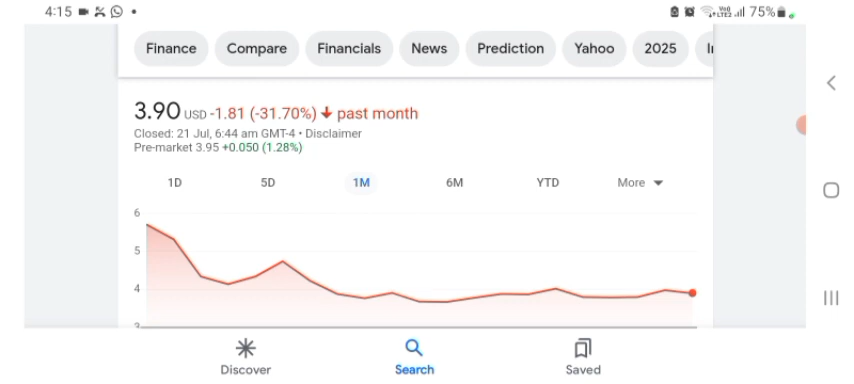 4:15
75%
Finance Compare Financials News Prediction Yahoo 2025
3.90 USD -1.81 (-31.70%) past month
Closed: 21 Jul, 6:44 am GMT-4 • Disclaimer
Pre-market 3.95 +0.050 (1.28%)
1D 5D 1M 6M YTD More
6
5
4
3
Discover Search Saved